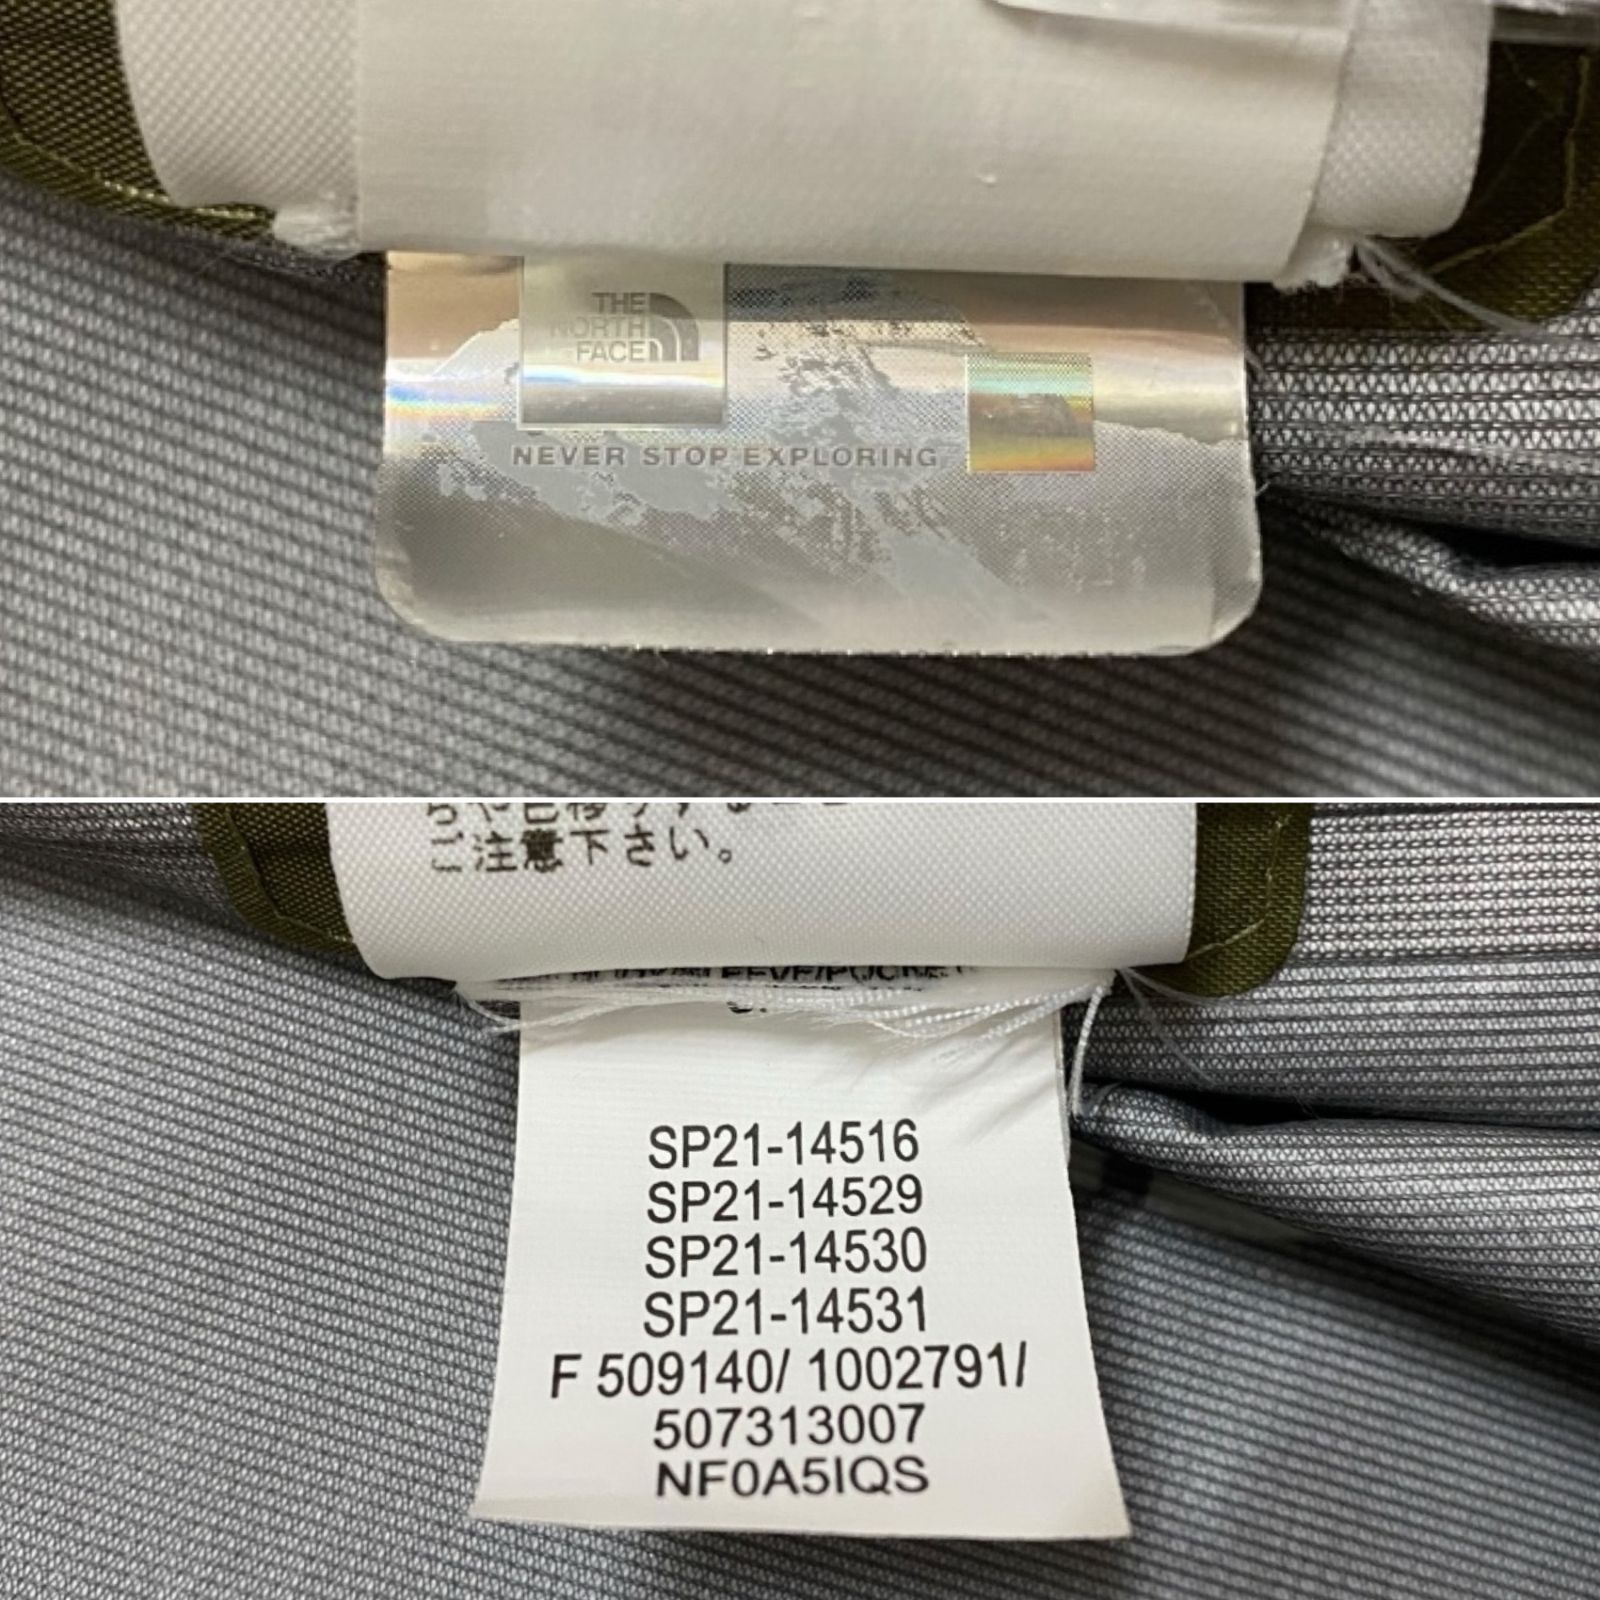 THE
NORTH
FACE
NEVER STOP EXPLORING
ご注意下さい。
SP21-14516
SP21-14529
SP21-14530
SP21-14531
F 509140/ 1002791/
507313007
NF0A5IQS